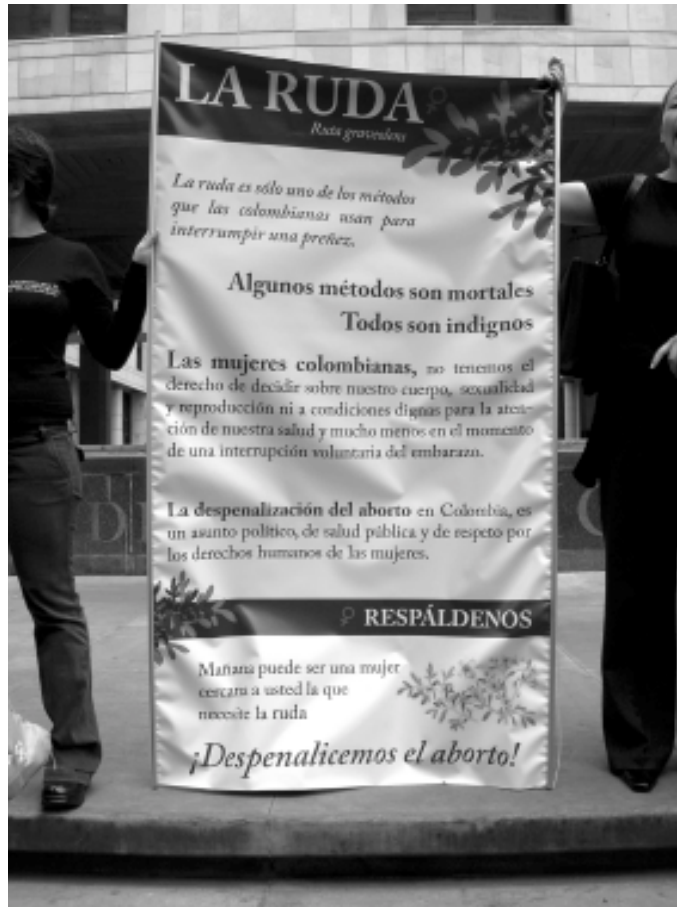 LA RUDA
Ruta graveolens
La ruda es sólo uno de los métodos
que las colombianas usan para
interrumpir una preñez.
Algunos métodos son mortales
Todos son indignos
Las mujeres colombianas, no tenemos el
derecho de decidir sobre nuestro cuerpo, sexualidad
y reproducción ni a condiciones dignas para la aten-
ción de nuestra salud y mucho menos en el momento
de una interrupción voluntaria del embarazo.
La despenalización del aborto en Colombia, es
un asunto político, de salud pública y de respeto por
los derechos humanos de las mujeres.
RESPÁLDENOS
Mañana puede ser una mujer
cercana a usted la que
necesite la ruda
¡Despenalicemos el aborto!